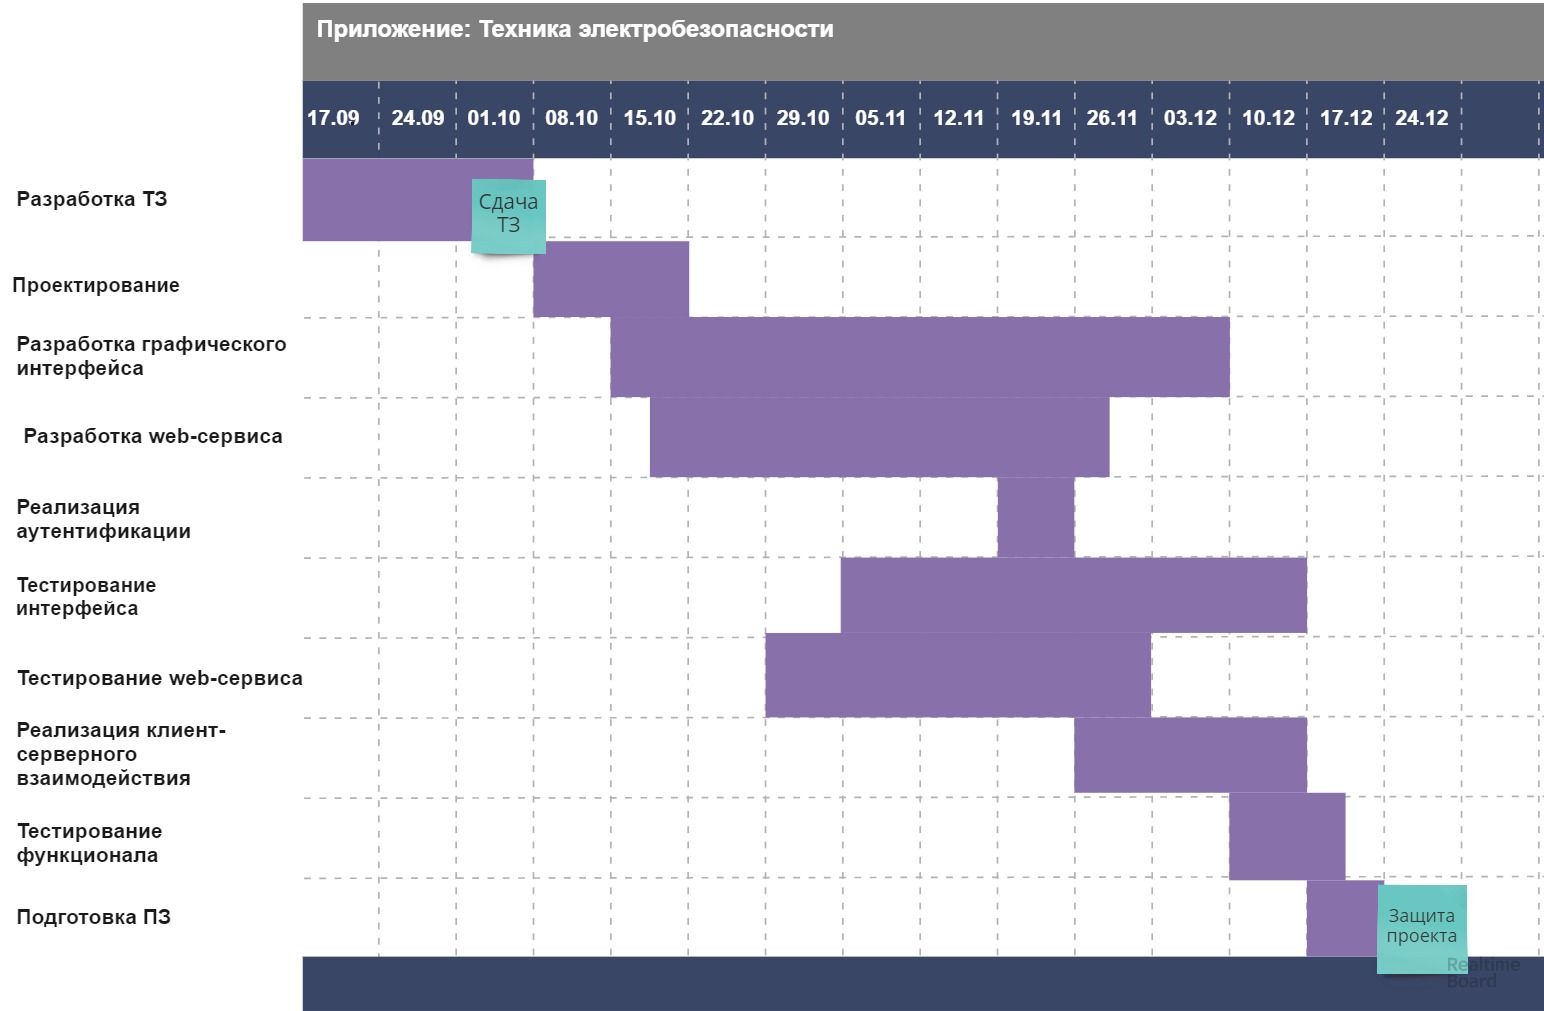 Приложение: Техника электробезопасности
17.09 24.09 01.10 08.10 15.10 22.10 29.10 05.11 12.11 19.11 26.11 03.12 10.12 17.12 24.12
Разработка ТЗ
Сдача
ТЗ
Проектирование
Разработка графического
интерфейса
Разработка web-сервиса
Реализация
аутентификации
Тестирование
интерфейса
Тестирование web-сервиса
Реализация клиент-
серверного
взаимодействия
Тестирование
функционала
Подготовка ПЗ
Защита
проекта
Realtime
Board